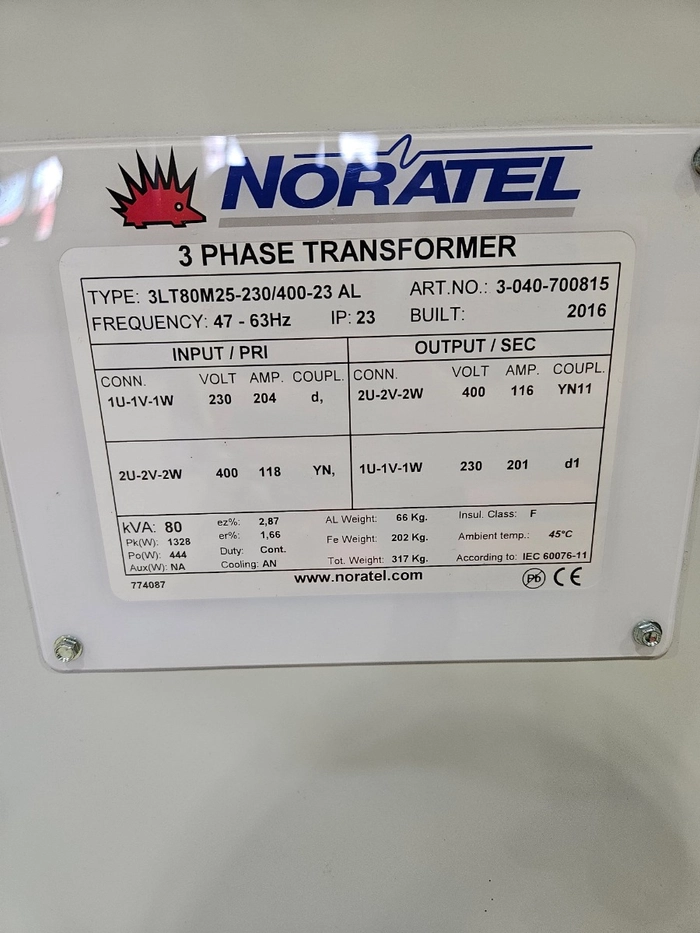 NORATEL
3 PHASE TRANSFORMER
TYPE: 3LT80M25-230/400-23 AL ART.NO.: 3-040-700815
FREQUENCY: 47 - 63Hz IP: 23 BUILT: 2016
INPUT / PRI OUTPUT / SEC
CONN. VOLT AMP. COUPL. CONN. VOLT AMP. COUPL.
1U-1V-1W 230 204 d, 2U-2V-2W 400 116 YN11
2U-2V-2W 400 118 YN, 1U-1V-1W 230 201 d1
kVA: 80 ez%: 2,87 AL Weight: 66 Kg. Insul. Class: F
Pk(W): 1328 er%: 1,66 Fe Weight: 202 Kg. Ambient temp.: 45°C
Po(W): 444 Duty: Cont.
Aux(W): NA Cooling: AN Tot. Weight: 317 Kg. According to: IEC 60076-11
774087 www.noratel.com Pb CE